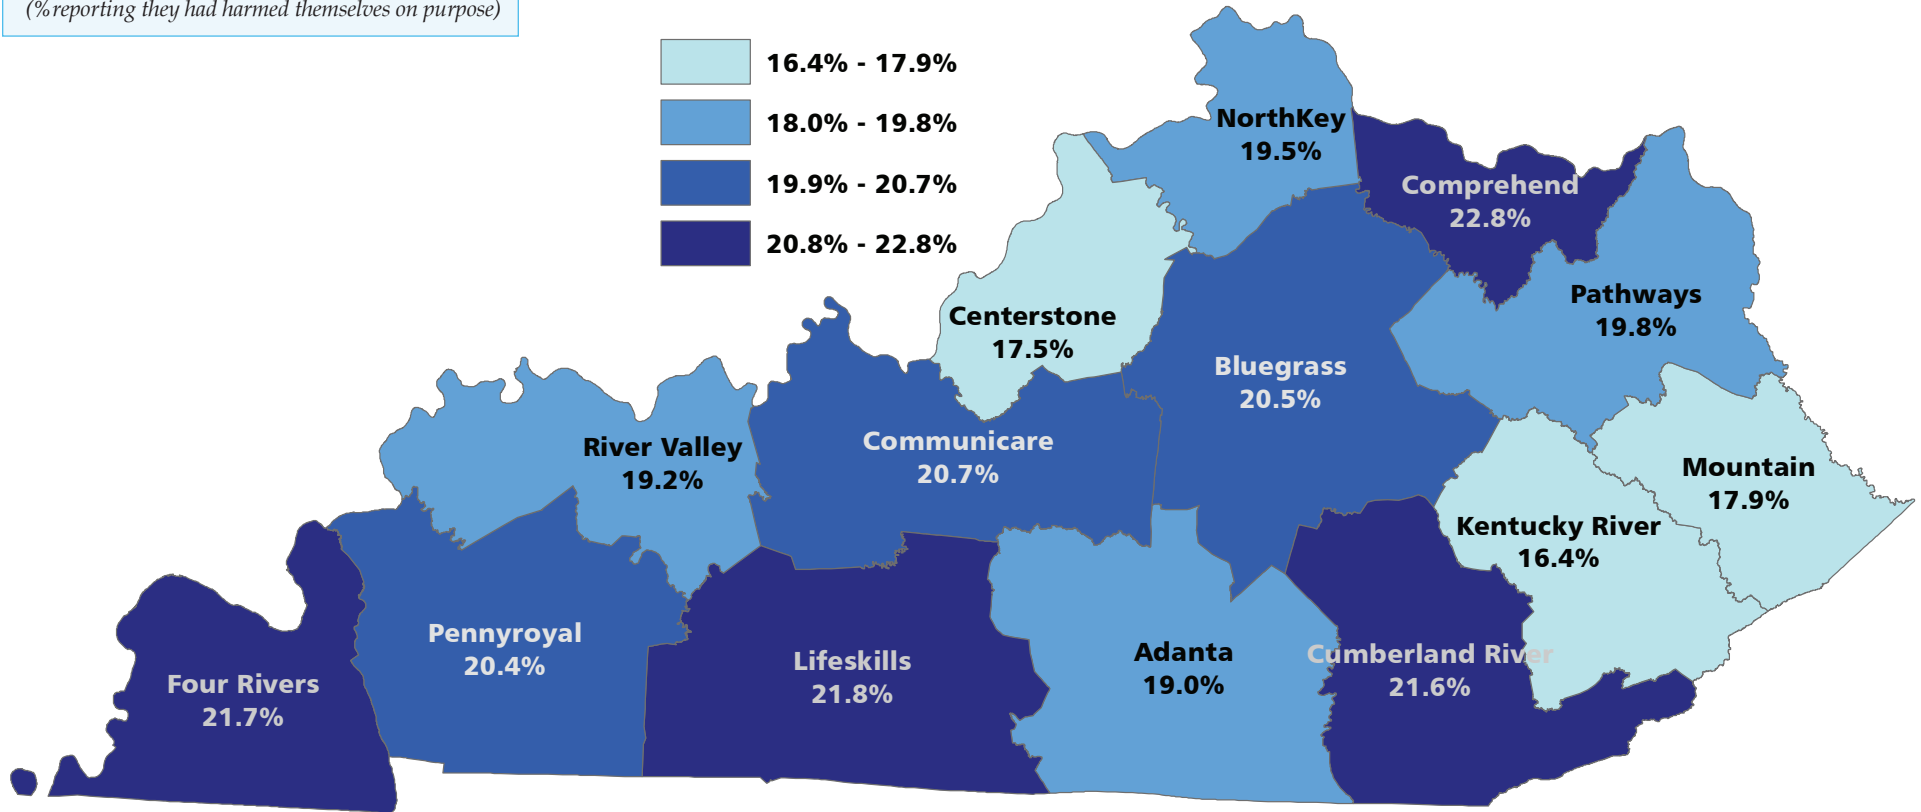 (% reporting they had harmed themselves on purpose)
16.4% - 17.9%
18.0% - 19.8%
19.9% - 20.7%
20.8% - 22.8%
NorthKey
19.5%
Comprehend
22.8%
Pathways
19.8%
Centerstone
17.5%
Bluegrass
20.5%
Communicare
20.7%
River Valley
19.2%
Mountain
17.9%
Kentucky River
16.4%
Pennyroyal
20.4%
Lifeskills
21.8%
Adanta
19.0%
Cumberland River
21.6%
Four Rivers
21.7%